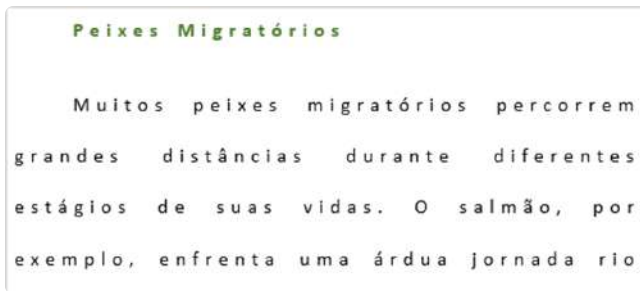 Peixes Migratórios
Muitos peixes migratórios percorrem
grandes distâncias durante diferentes
estágios de suas vidas. O salmão, por
exemplo, enfrenta uma árdua jornada rio